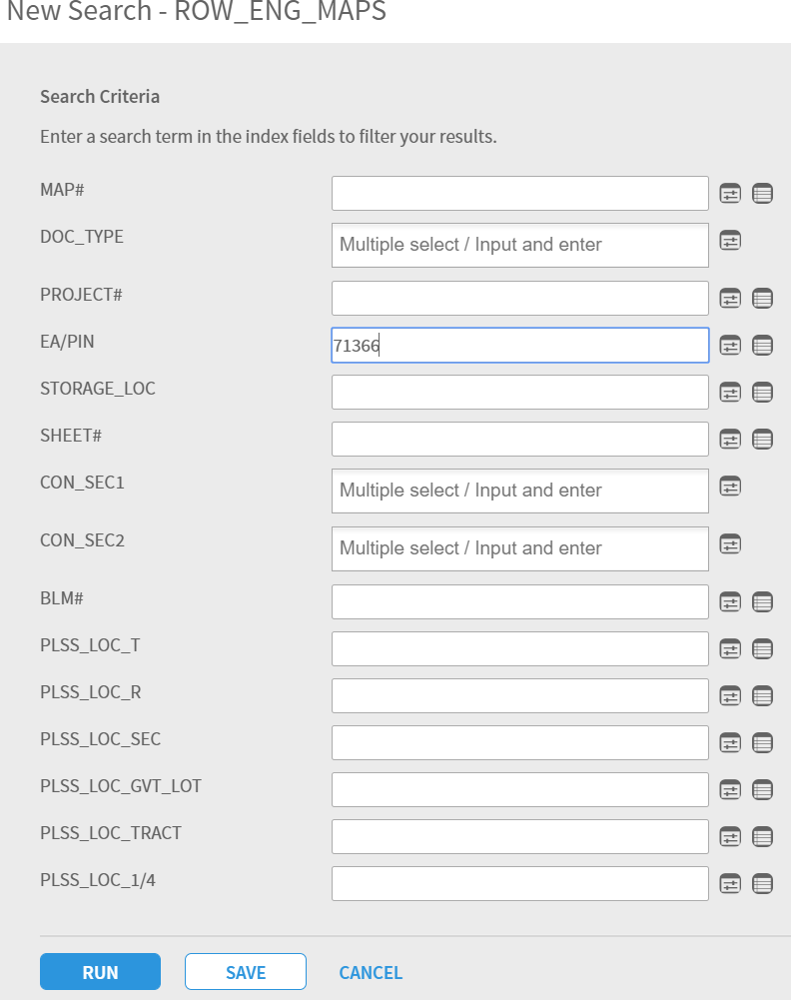 New Search - ROW_ENG_MAPS
Search Criteria
Enter a search term in the index fields to filter your results.
MAP#
DOC_TYPE Multiple select / Input and enter
PROJECT#
EA/PIN 71366
STORAGE_LOC
SHEET#
CON_SEC1 Multiple select / Input and enter
CON_SEC2 Multiple select / Input and enter
BLM#
PLSS_LOC_T
PLSS_LOC_R
PLSS_LOC_SEC
PLSS_LOC_GVT_LOT
PLSS_LOC_TRACT
PLSS_LOC_1/4
RUN SAVE CANCEL